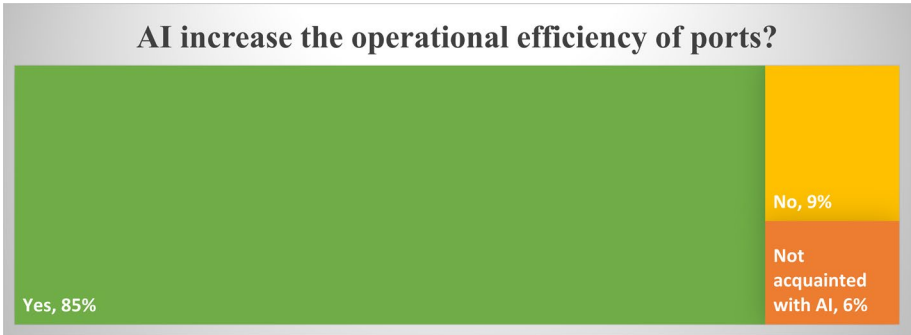 AI increase the operational efficiency of ports?
Yes, 85%
No, 9%
Not
acquainted
with AI, 6%